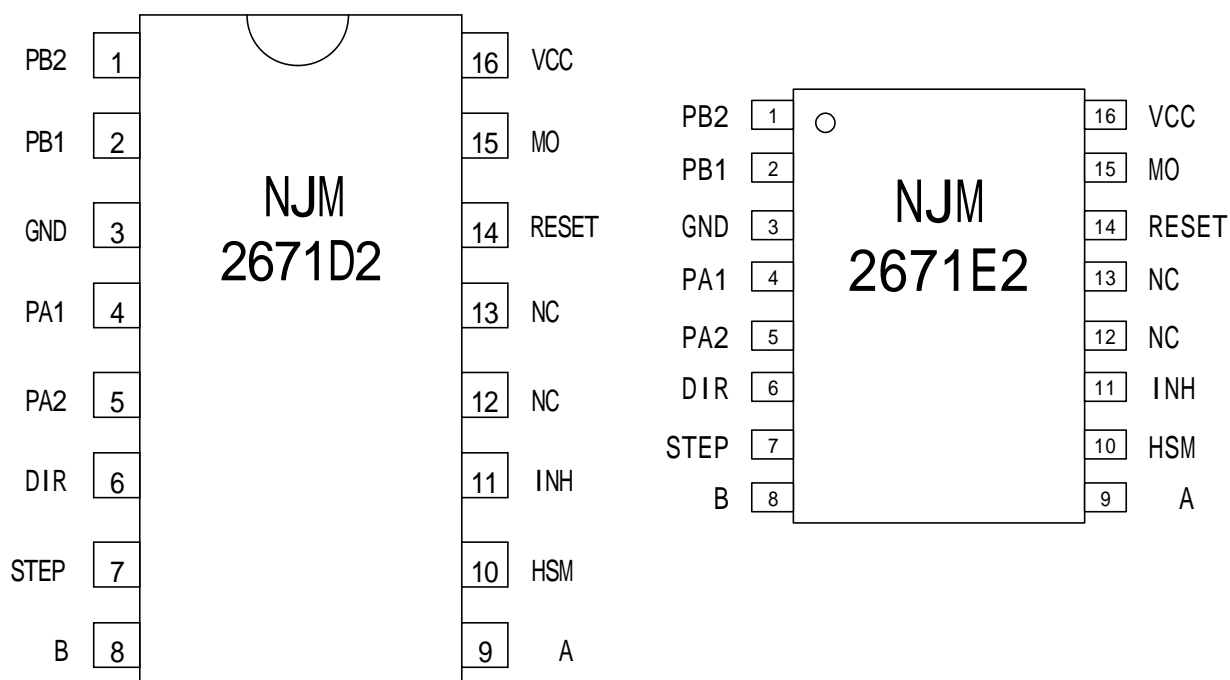 PB2 1 16 VCC
PB1 2 15 MO
GND 3 14 RESET
PA1 4 13 NC
PA2 5 12 NC
DIR 6 11 INH
STEP 7 10 HSM
B 8 9 A
NJM
2671D2
PB2 1 16 VCC
PB1 2 15 MO
GND 3 14 RESET
PA1 4 13 NC
PA2 5 12 NC
DIR 6 11 INH
STEP 7 10 HSM
B 8 9 A
NJM
2671E2